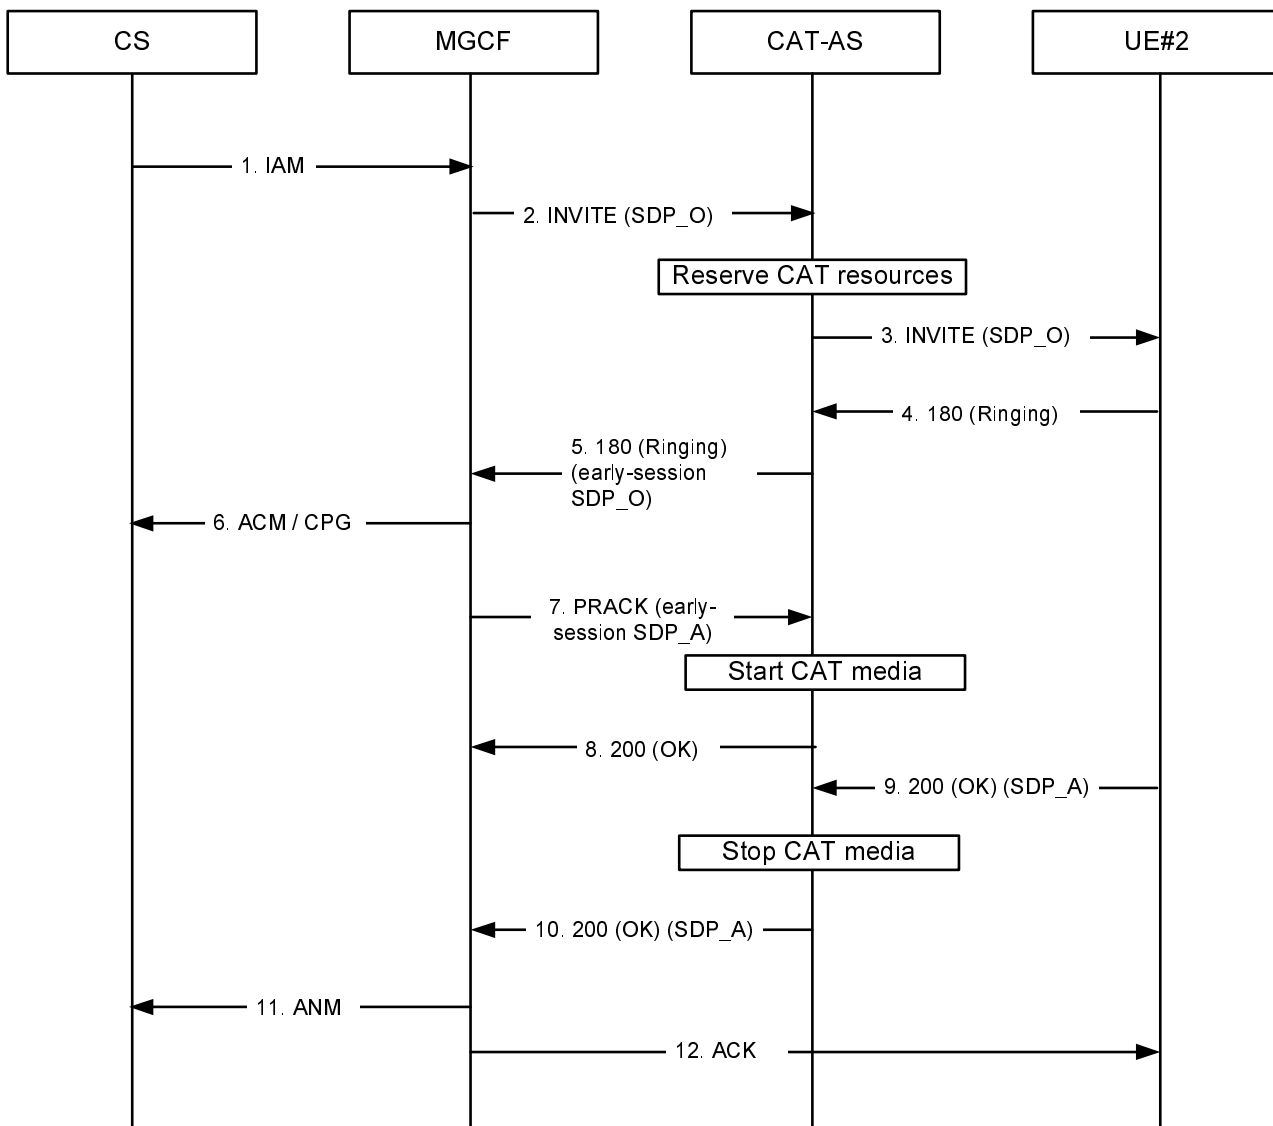 CS
MGCF
CAT-AS
UE#2
1. IAM
2. INVITE (SDP_O)
Reserve CAT resources
3. INVITE (SDP_O)
4. 180 (Ringing)
5. 180 (Ringing)
(early-session
SDP_O)
6. ACM / CPG
7. PRACK (early-
session SDP_A)
Start CAT media
8. 200 (OK)
9. 200 (OK) (SDP_A)
Stop CAT media
10. 200 (OK) (SDP_A)
11. ANM
12. ACK